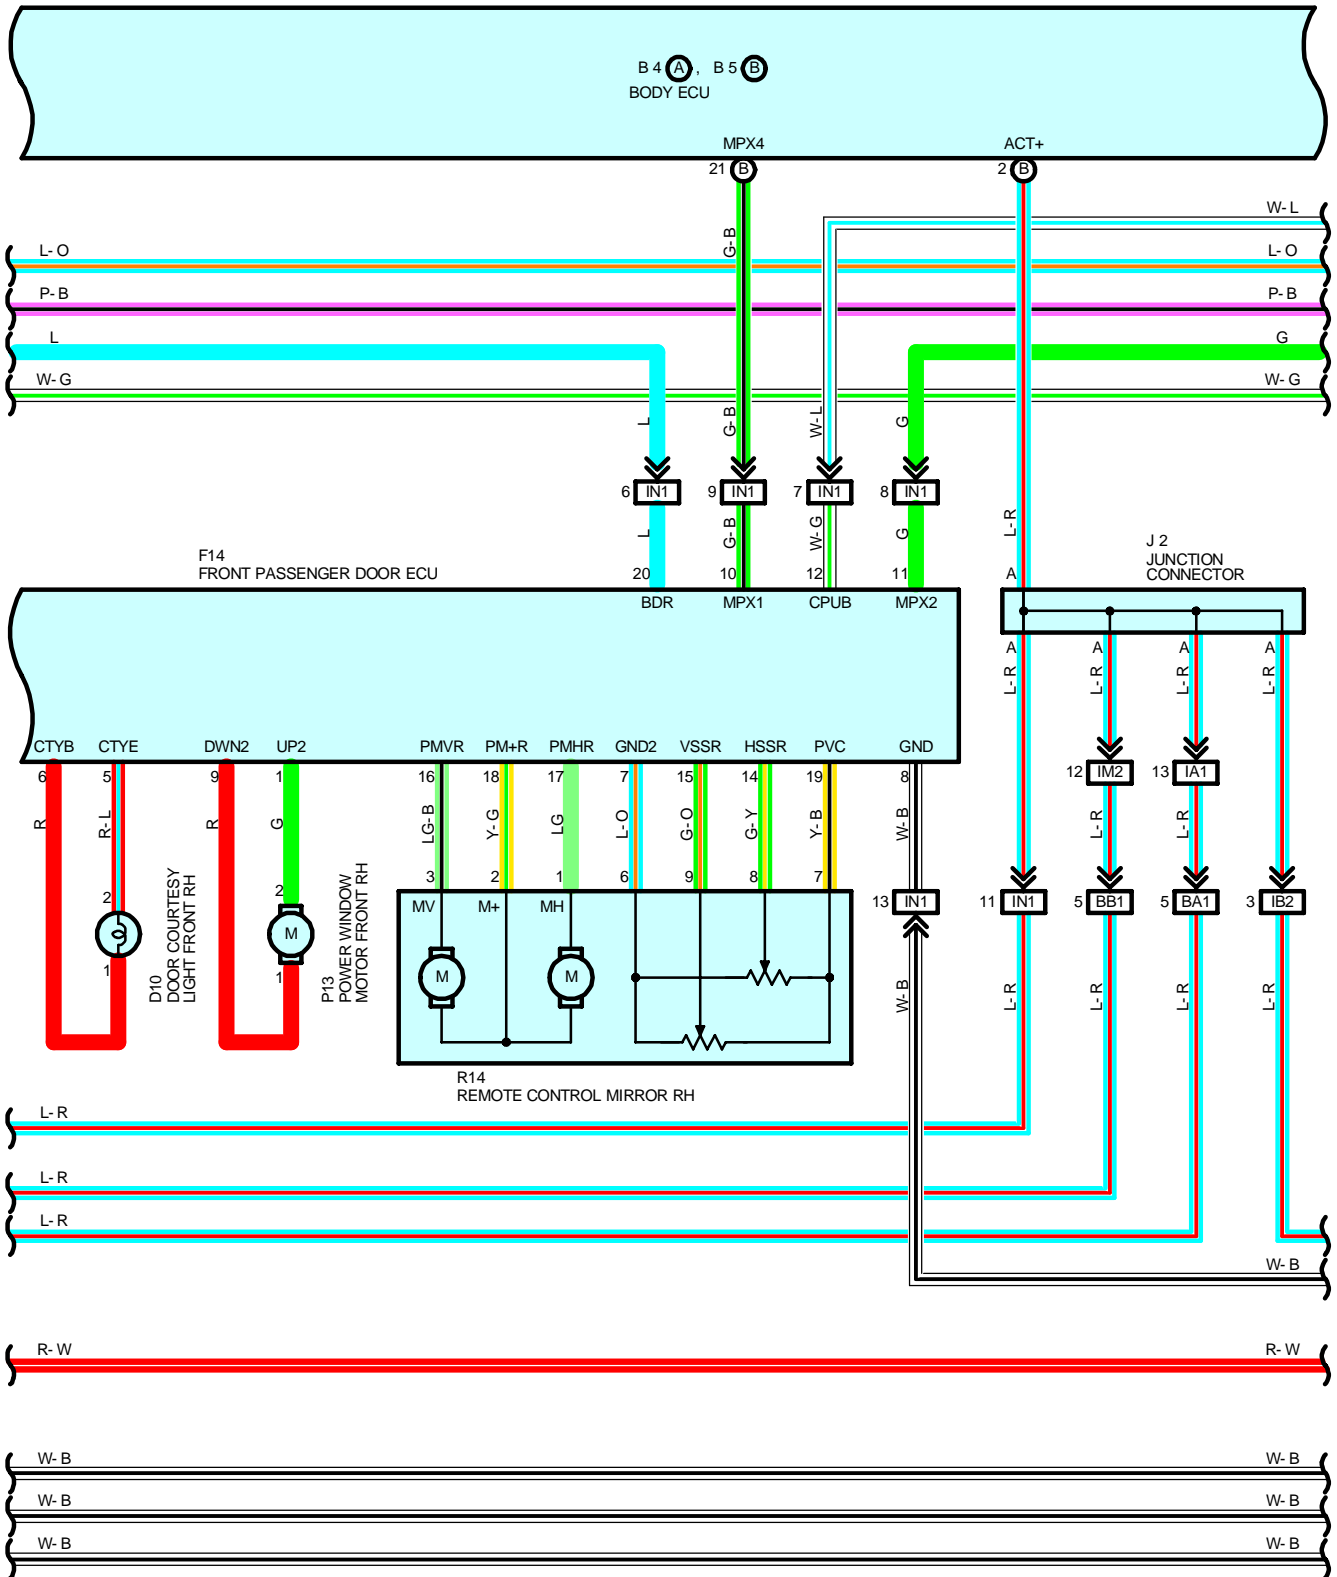 B 4 A , B 5 B
BODY ECU
MPX4 ACT+
21 B 2 B
W- L
G- B
L- O L- O
P- B P- B
L G
W- G W- G
L G- B W- L G
6 IN1 9 IN1 7 IN1 8 IN1
L G- B W- G G L- R
F14
FRONT PASSENGER DOOR ECU
J 2
JUNCTION
CONNECTOR
20 10 12 11 A
BDR MPX1 CPUB MPX2
A A A A
L- R L- R L- R L- R
CTYB CTYE DWN2 UP2 PMVR PM+R PMHR GND2 VSSR HSSR PVC GND
6 5 9 1 16 18 17 7 15 14 19 8
12 IM2 13 IA1
R R- L R G LG- B Y- G LG L- O G- O G- Y Y- B W- B L- R L- R
2 2 3 2 1 6 9 8 7
13 IN1 11 IN1 5 BB1 5 BA1 3 IB2
MV M+ MH
M M M
1 1
D10
DOOR COURTESY
LIGHT FRONT RH
P13
POWER WINDOW
MOTOR FRONT RH
W- B L- R L- R L- R L- R
R14
REMOTE CONTROL MIRROR RH
L- R
L- R
L- R
W- B
R- W R- W
W- B W- B
W- B W- B
W- B W- B